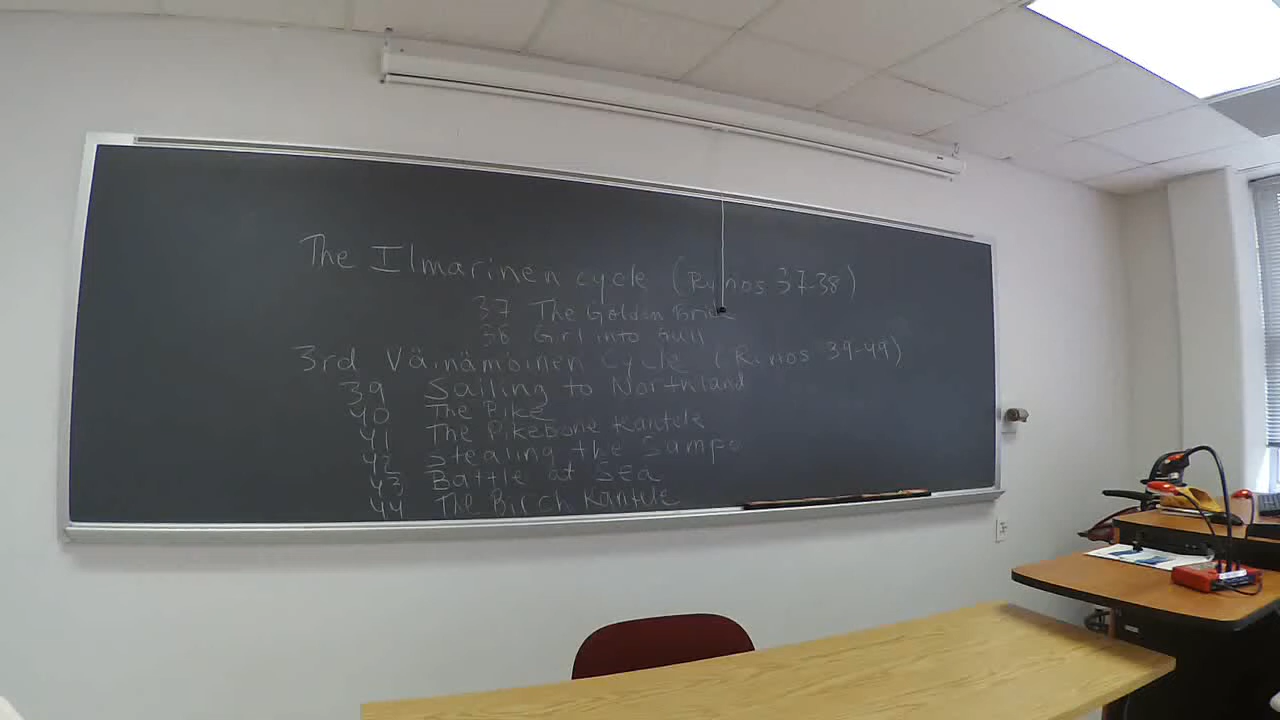 The Ilmarinen cycle (Runos 37-38)
37 The Golden Bride
38 Girl into Gull
3rd Väinämöinen Cycle (Runos 39-49)
39 Sailing to Northland
40 The Pike
41 The Pikebone Kantele
42 Stealing the Sampo
43 Battle at Sea
44 The Birch Kantele